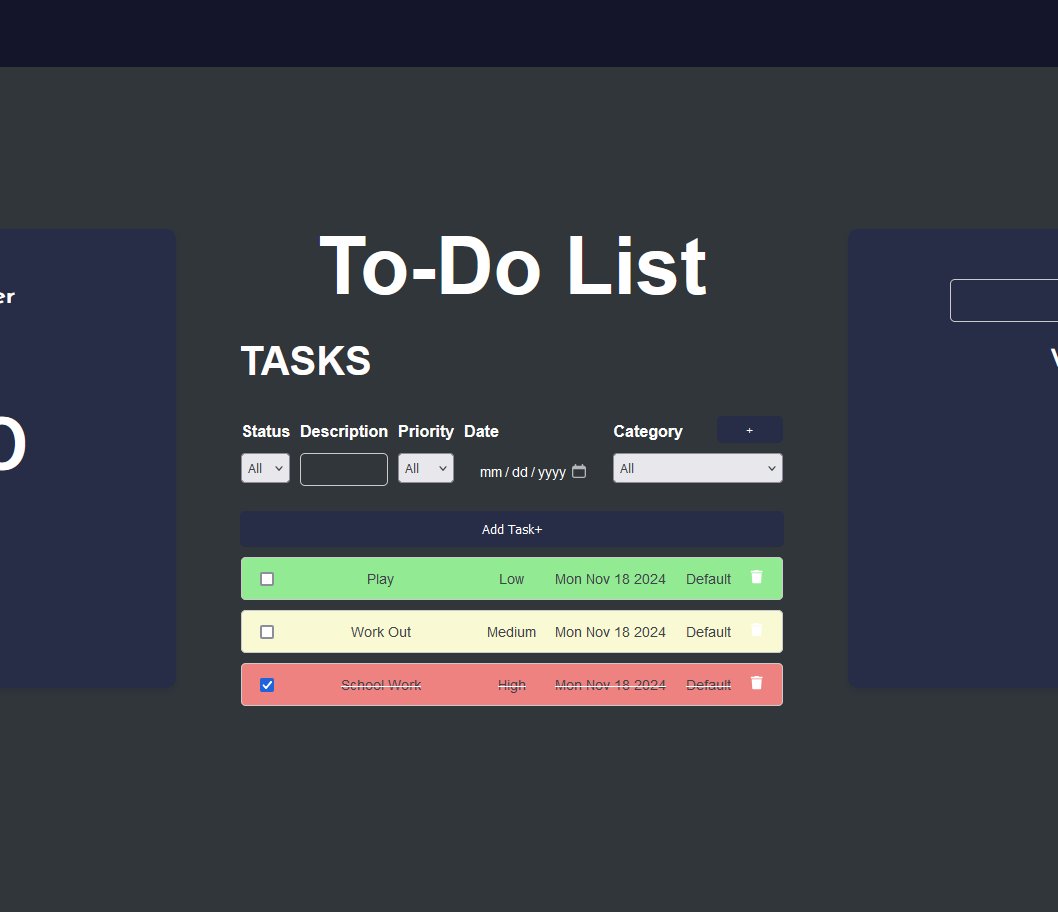 To-Do List
er
TASKS
Status Description Priority Date Category +
All All mm / dd / yyyy All
Add Task+
Play Low Mon Nov 18 2024 Default
Work Out Medium Mon Nov 18 2024 Default
School Work High Mon Nov 18 2024 Default